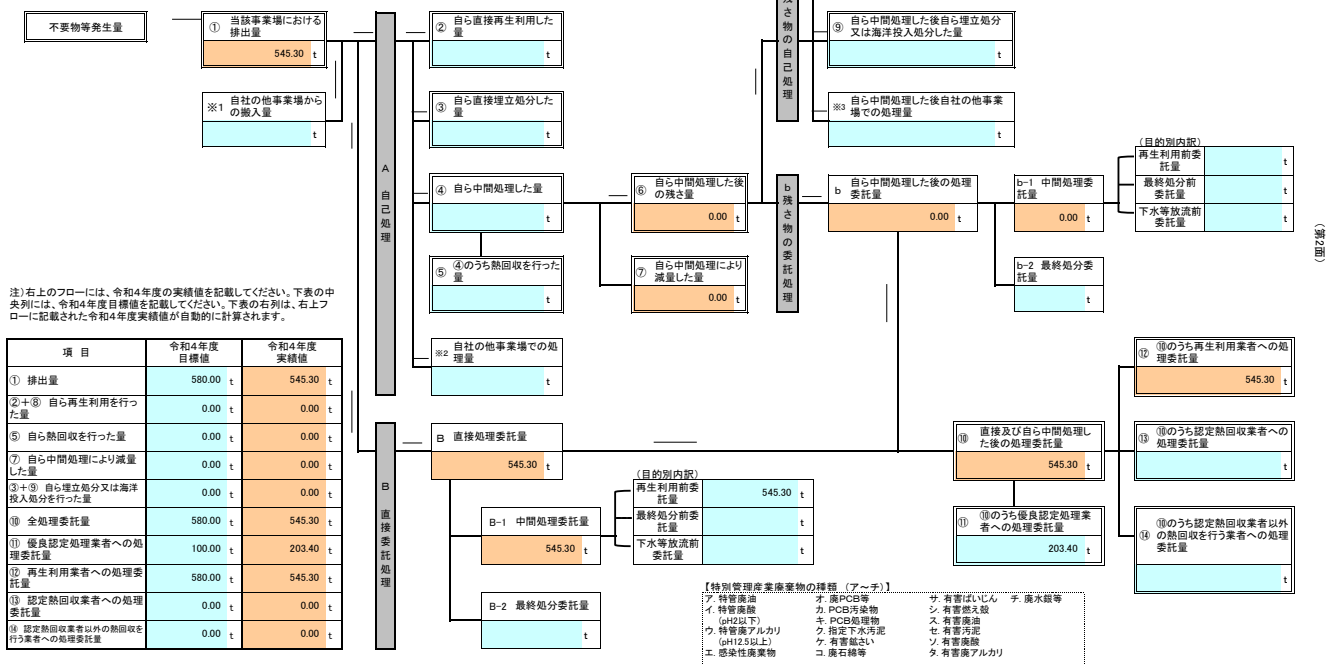 不要物等発生量
① 当該事業場における
排出量
545.30 t
※1 自社の他事業場から
の搬入量
t
A
自
己
処
理
② 自ら直接再生利用した
量
t
③ 自ら直接埋立処分した
量
t
④ 自ら中間処理した量
t
⑤ ④のうち熱回収を行った
量
t
※2 自社の他事業場での処
理量
t
⑥ 自ら中間処理した後
の残さ量
0.00 t
⑦ 自ら中間処理により
減量した量
0.00 t
残
さ
物
の
自
己
処
理
⑨ 自ら中間処理した後自ら埋立処分
又は海洋投入処分した量
t
※3 自ら中間処理した後自社の他事業
場での処理量
t
b
残
さ
物
の
委
託
処
理
b 自ら中間処理した後の処理
委託量
0.00 t
b-1 中間処理委
託量
0.00 t
b-2 最終処分委
託量
t
(目的別内訳)
再生利用前委
託量 t
最終処分前
委託量 t
下水等放流前
委託量 t
(第2面)
注)右上のフローには、令和4年度の実績値を記載してください。下表の中
央列には、令和4年度目標値を記載してください。下表の右列は、右上フ
ローに記載された令和4年度実績値が自動的に計算されます。
項 目 令和4年度
目標値 令和4年度
実績値
① 排出量 580.00 t 545.30 t
②+⑧ 自ら再生利用を行っ
た量 0.00 t 0.00 t
⑤ 自ら熱回収を行った量 0.00 t 0.00 t
⑦ 自ら中間処理により減量
した量 0.00 t 0.00 t
③+⑨ 自ら埋立処分又は海洋
投入処分を行った量 0.00 t 0.00 t
⑩ 全処理委託量 580.00 t 545.30 t
⑪ 優良認定処理業者への処
理委託量 100.00 t 203.40 t
⑫ 再生利用業者への処理委
託量 580.00 t 545.30 t
⑬ 認定熱回収業者への処理
委託量 0.00 t 0.00 t
⑭ 認定熱回収業者以外の熱回収を
行う業者への処理委託量 0.00 t 0.00 t
B
直
接
委
託
処
理
B 直接処理委託量
545.30 t
B-1 中間処理委託量
545.30 t
B-2 最終処分委託量
t
(目的別内訳)
再生利用前委
託量 545.30 t
最終処分前委
託量 t
下水等放流前
委託量 t
⑩ 直接及び自ら中間処理し
た後の処理委託量
545.30 t
⑪ ⑩のうち優良認定処理業
者への処理委託量
203.40 t
⑫ ⑩のうち再生利用業者への処
理委託量
545.30 t
⑬ ⑩のうち認定熱回収業者への
処理委託量
t
⑭ ⑩のうち認定熱回収業者以外
の熱回収を行う業者への処理
委託量
t
【特別管理産業廃棄物の種類 (ア~チ)】
ア. 特管廃油 オ. 廃PCB等 サ. 有害ばいじん チ. 廃水銀等
イ. 特管廃酸 カ. PCB汚染物 シ. 有害燃え殻
(pH2以下) キ. PCB処理物 ス. 有害廃油
ウ. 特管廃アルカリ ク. 指定下水汚泥 セ. 有害汚泥
(pH12.5以上) ケ. 有害鉱さい ソ. 有害廃酸
エ. 感染性廃棄物 コ. 廃石綿等 タ. 有害廃アルカリ